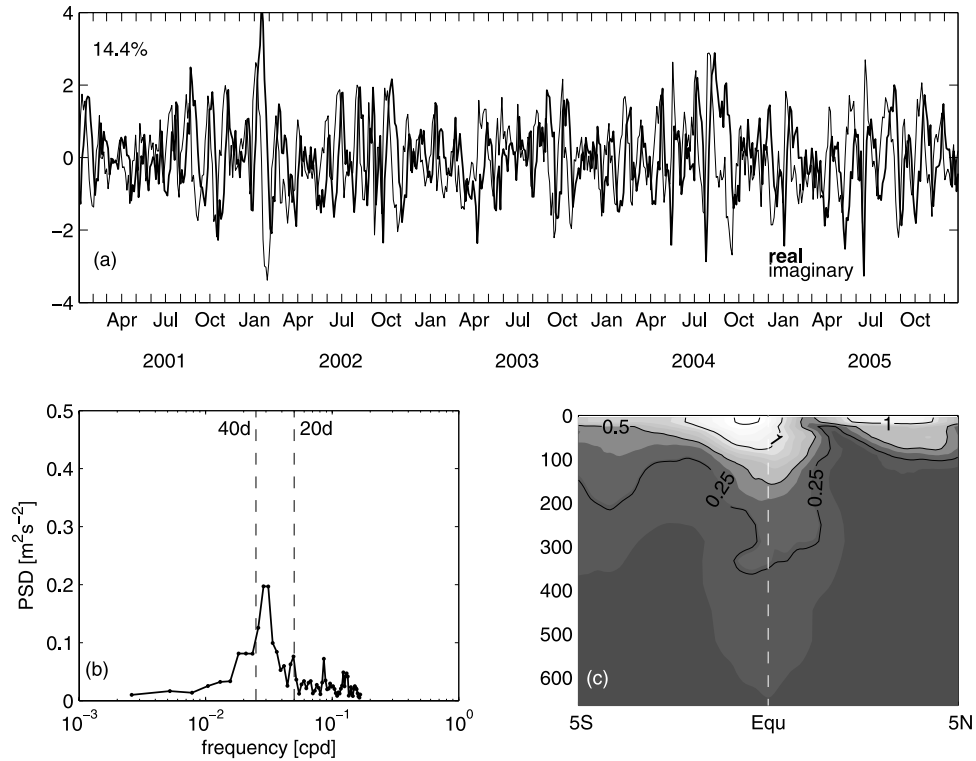 4
2
0
−2
−4
14.4%
(a)
real
imaginary
Apr Jul Oct Jan Apr Jul Oct Jan Apr Jul Oct Jan Apr Jul Oct Jan Apr Jul Oct
2001 2002 2003 2004 2005
0.5
0.4
0.3
0.2
0.1
0
PSD [m²s⁻²]
40d 20d
(b)
10⁻³ 10⁻² 10⁻¹ 10⁰
frequency [cpd]
0
100
200
300
400
500
600
0.5
1
1
0.25
0.25
(c)
5S Equ 5N